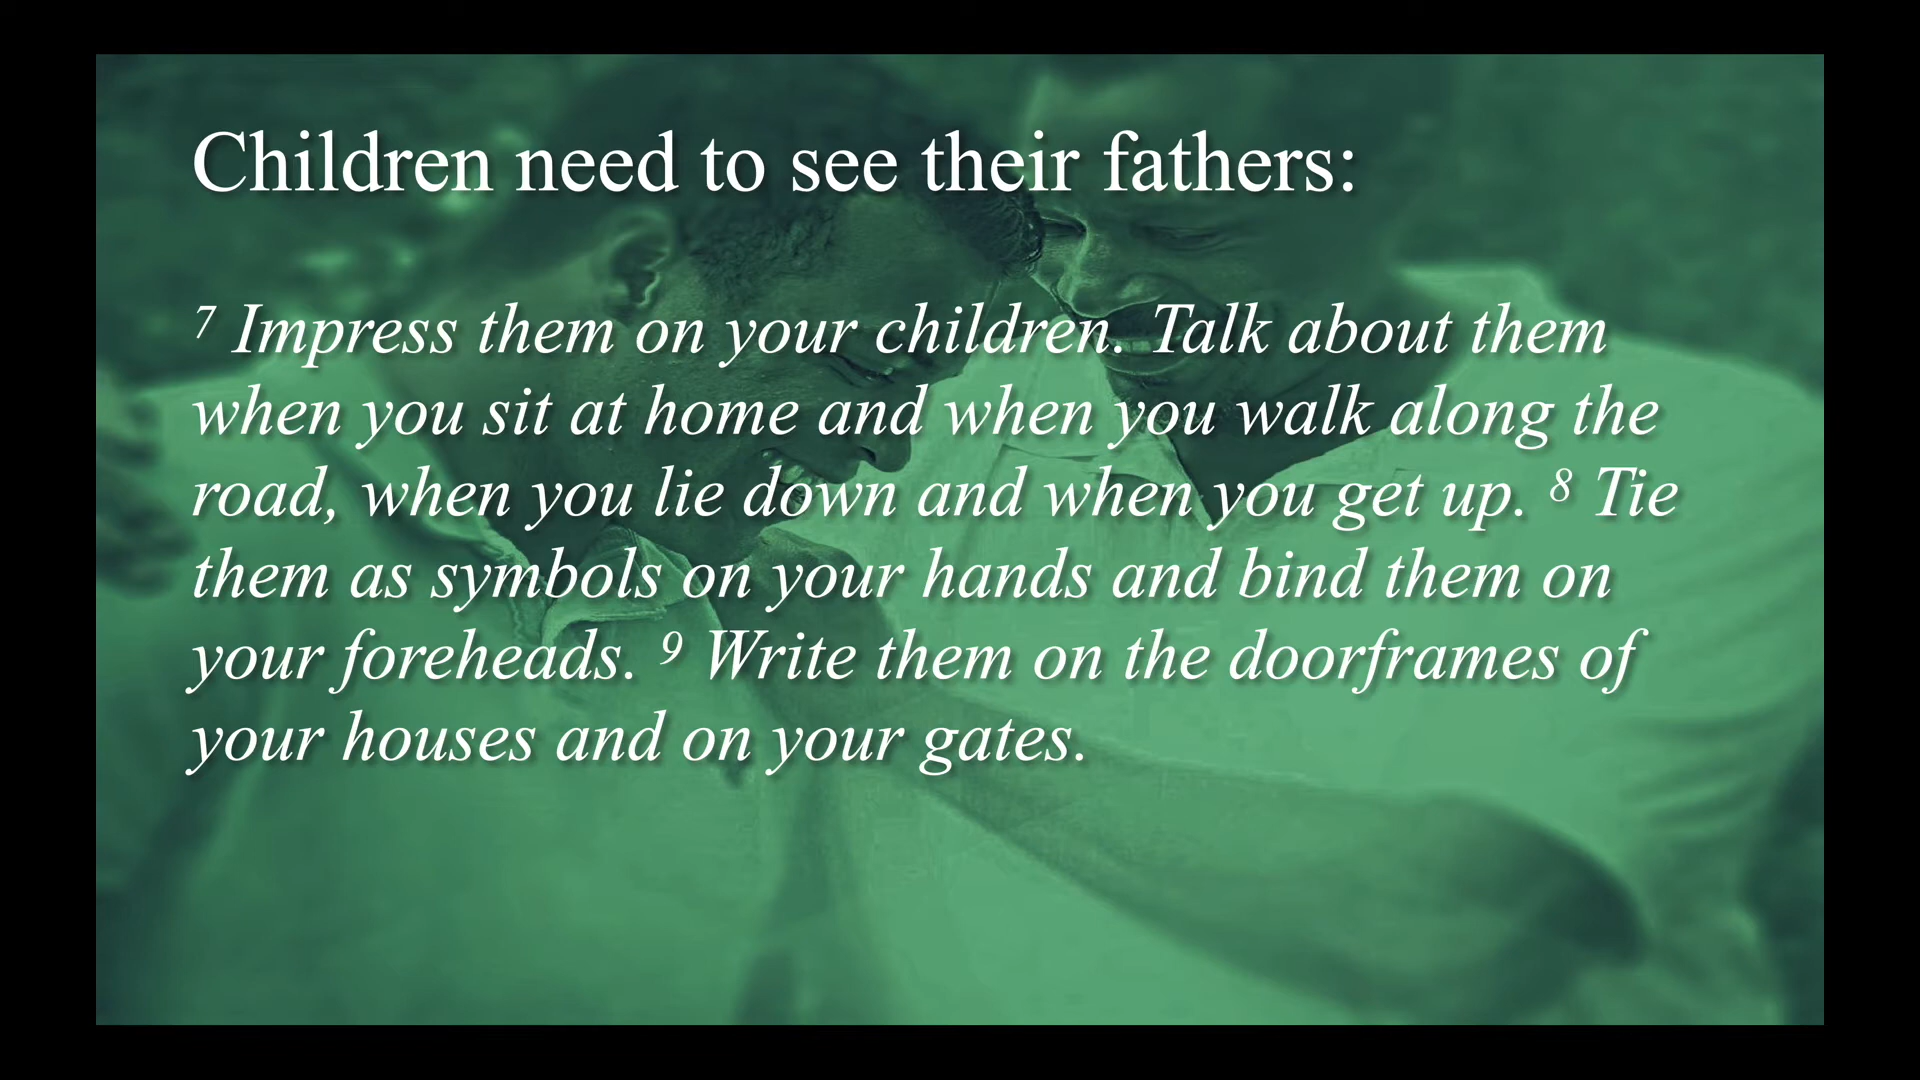 Children need to see their fathers:
7 Impress them on your children. Talk about them
when you sit at home and when you walk along the
road, when you lie down and when you get up. 8 Tie
them as symbols on your hands and bind them on
your foreheads. 9 Write them on the doorframes of
your houses and on your gates.